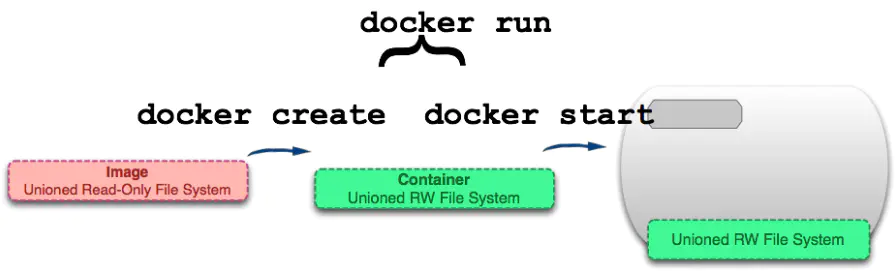 docker run
docker create docker start
Image
Unioned Read-Only File System
Container
Unioned RW File System
Unioned RW File System